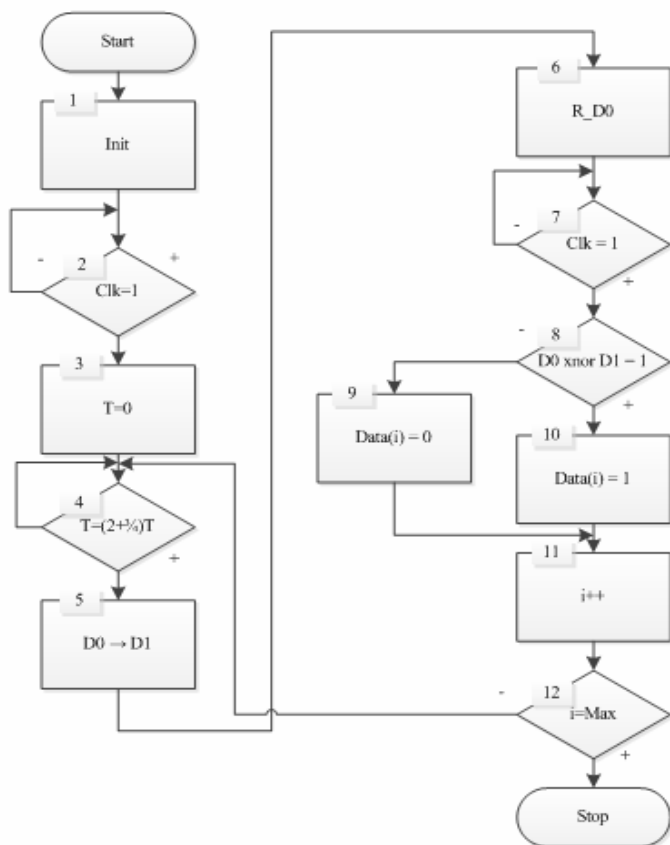 Start
1
Init
-
2
+
Clk=1
3
T=0
4
T=(2+¾)T
+
5
D0 → D1
6
R_D0
-
7
Clk = 1
+
-
8
D0 xnor D1 = 1
+
9
Data(i) = 0
10
Data(i) = 1
11
i++
-
12
i=Max
+
Stop